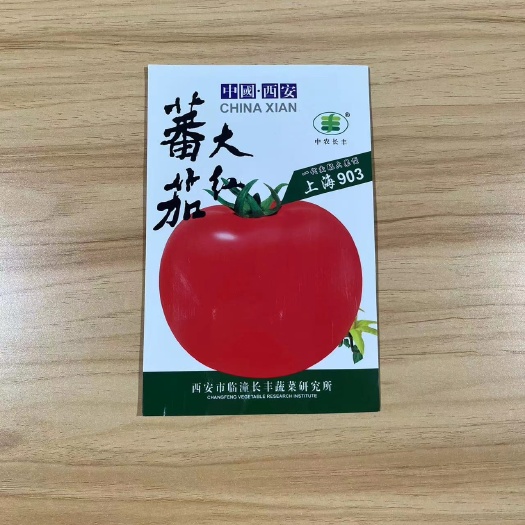 中國·西安
CHINA XIAN
蕃茄
大红
®
中农长丰
上海903
西安市临潼长丰蔬菜研究所
CHANGFENG VEGETABLE RESEARCH INSTITUTE